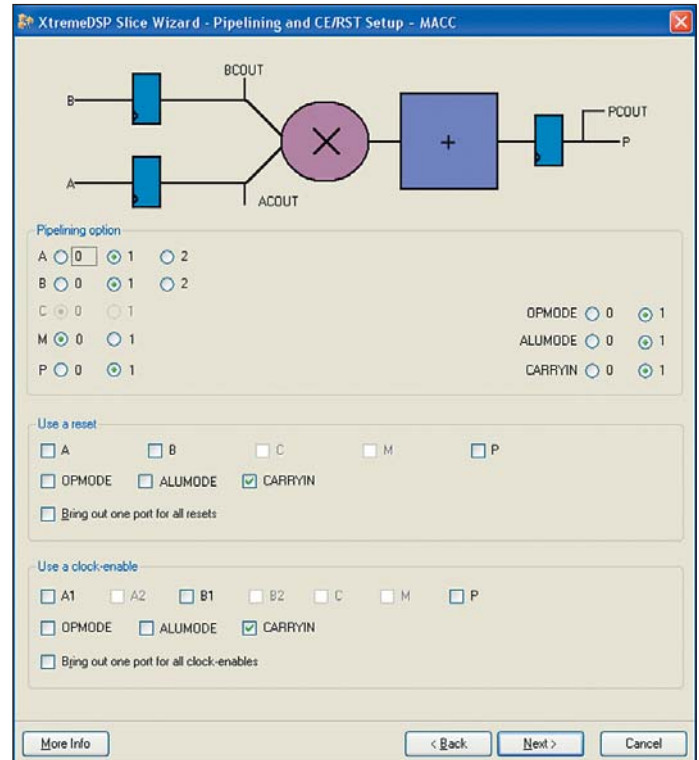 XtremeDSP Slice Wizard - Pipelining and CE/RST Setup - MACC
BCOUT
B
PCOUT
×
+
P
A
ACOUT
Pipelining option
A 0 1 2
B 0 1 2
C 0 1
OPMODE 0 1
M 0 1
ALUMODE 0 1
P 0 1
CARRYIN 0 1
Use a reset
A B C M P
OPMODE ALUMODE CARRYIN
Bring out one port for all resets
Use a clock-enable
A1 A2 B1 B2 C M P
OPMODE ALUMODE CARRYIN
Bring out one port for all clock-enables
More Info < Back Next > Cancel